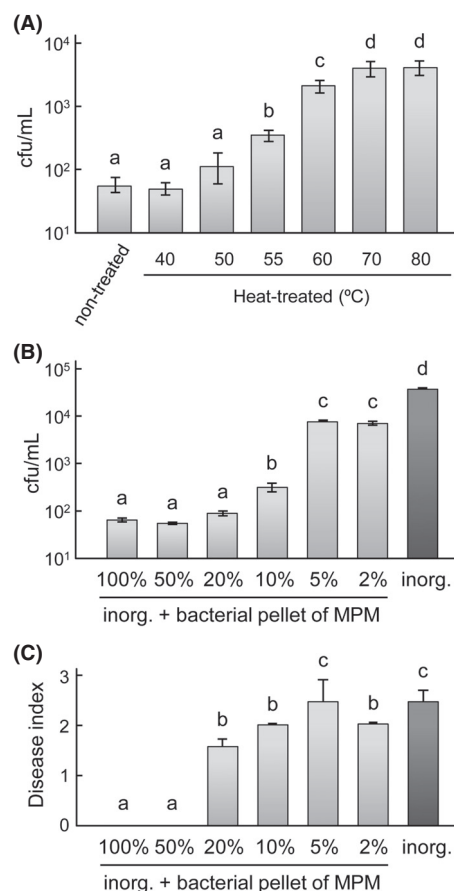 (A)
cfu/mL
10⁴
10³
10²
10¹
a a a b c d d
non-treated 40 50 55 60 70 80
Heat-treated (ºC)
(B)
cfu/mL
10⁵
10⁴
10³
10²
10¹
a a a b c c d
100% 50% 20% 10% 5% 2% inorg.
inorg. + bacterial pellet of MPM
(C)
Disease index
3
2
1
0
a a b b c b c
100% 50% 20% 10% 5% 2% inorg.
inorg. + bacterial pellet of MPM